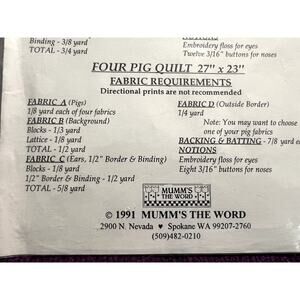 Binding - 3/8 yard
TOTAL - 3/4 yard
NOTIONS
Embroidery floss for eyes
Twelve 3/16" buttons for noses
FOUR PIG QUILT 27" x 23"
FABRIC REQUIREMENTS
Directional prints are not recommended
FABRIC A (Pigs)
1/8 yard each of four fabrics
FABRIC B (Background)
Blocks - 1/3 yard
Lattice - 1/8 yard
TOTAL - 1/2 yard
FABRIC C (Ears, 1/2" Border & Binding)
Blocks - 1/8 yard
1/2" Border & Binding - 1/2 yard
TOTAL - 5/8 yard
FABRIC D (Outside Border)
1/4 yard
Note: You may want to choose
one of your pig fabrics
BACKING & BATTING - 7/8 yard
NOTIONS
Embroidery floss for eyes
Eight 3/16" buttons for noses
MUMM'S
THE WORD
© 1991 MUMM'S THE WORD
2900 N. Nevada ♥ Spokane WA 99207-2760
(509)482-0210